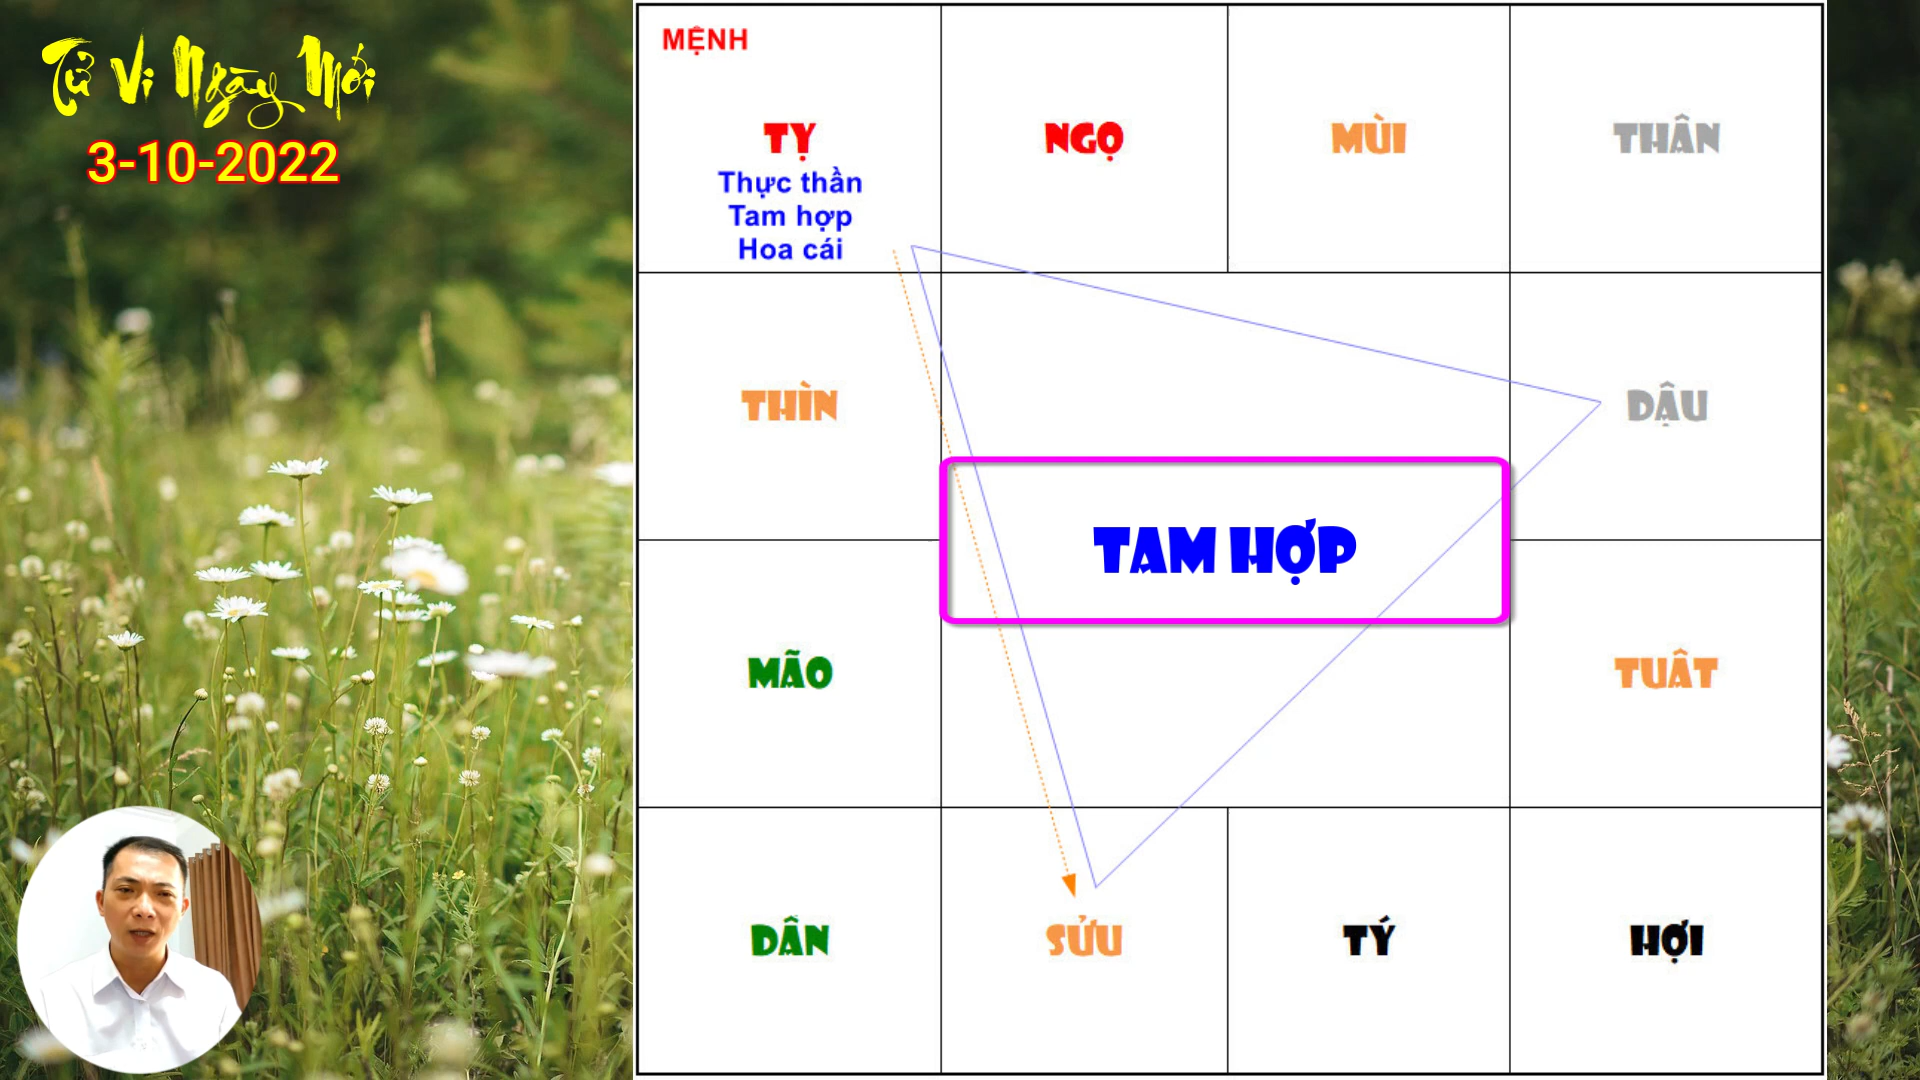 Tử Vi Ngày Mới
3-10-2022
MỆNH
TỴ
Thực thần
Tam hợp
Hoa cái
NGỌ
MÙI
THÂN
THÌN
DẬU
TAM HỢP
MÃO
TUẤT
DẦN
SỬU
TÝ
HỢI